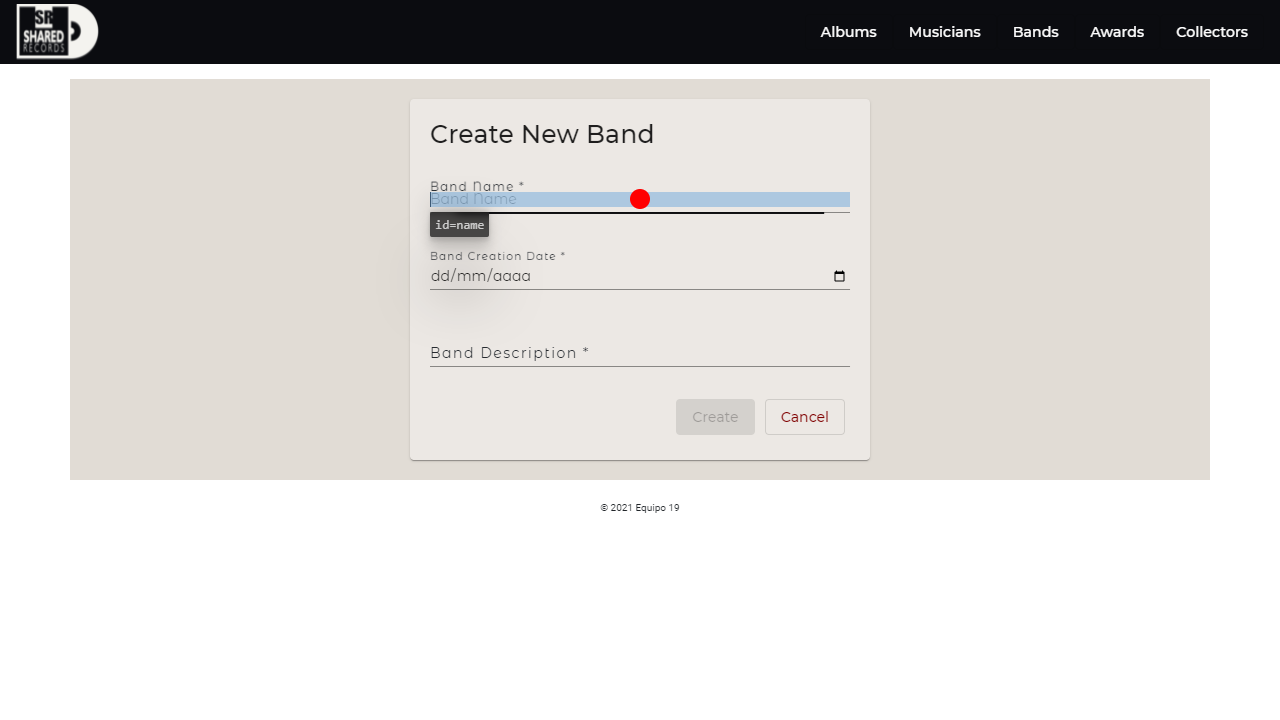 SR
SHARED
RECORDS
Albums Musicians Bands Awards Collectors
Create New Band
Band Name *
Band Name
id=name
Band Creation Date *
dd/mm/aaaa
Band Description *
Create Cancel
© 2021 Equipo 19